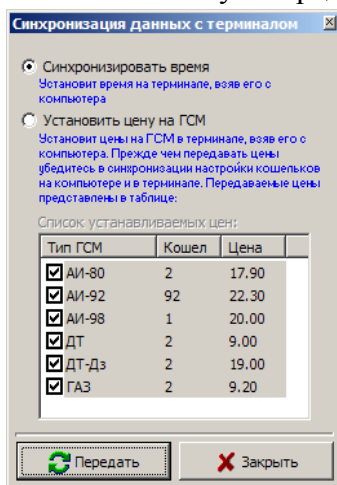 Синхронизация данных с терминалом
Синхронизировать время
Установит время на терминале, взяв его с
компьютера
Установить цену на ГСМ
Установит цены на ГСМ в терминале, взяв его с
компьютера. Прежде чем передавать цены
убедитесь в синхронизации настройки кошельков
на компьютере и в терминале. Передаваемые цены
представлены в таблице:
Список устанавливаемых цен:
Тип ГСМ Кошел Цена
АИ-80 2 17.90
АИ-92 92 22.30
АИ-98 1 20.00
ДТ 2 9.00
ДТ-Дз 2 19.00
ГАЗ 2 9.20
Передать Закрыть